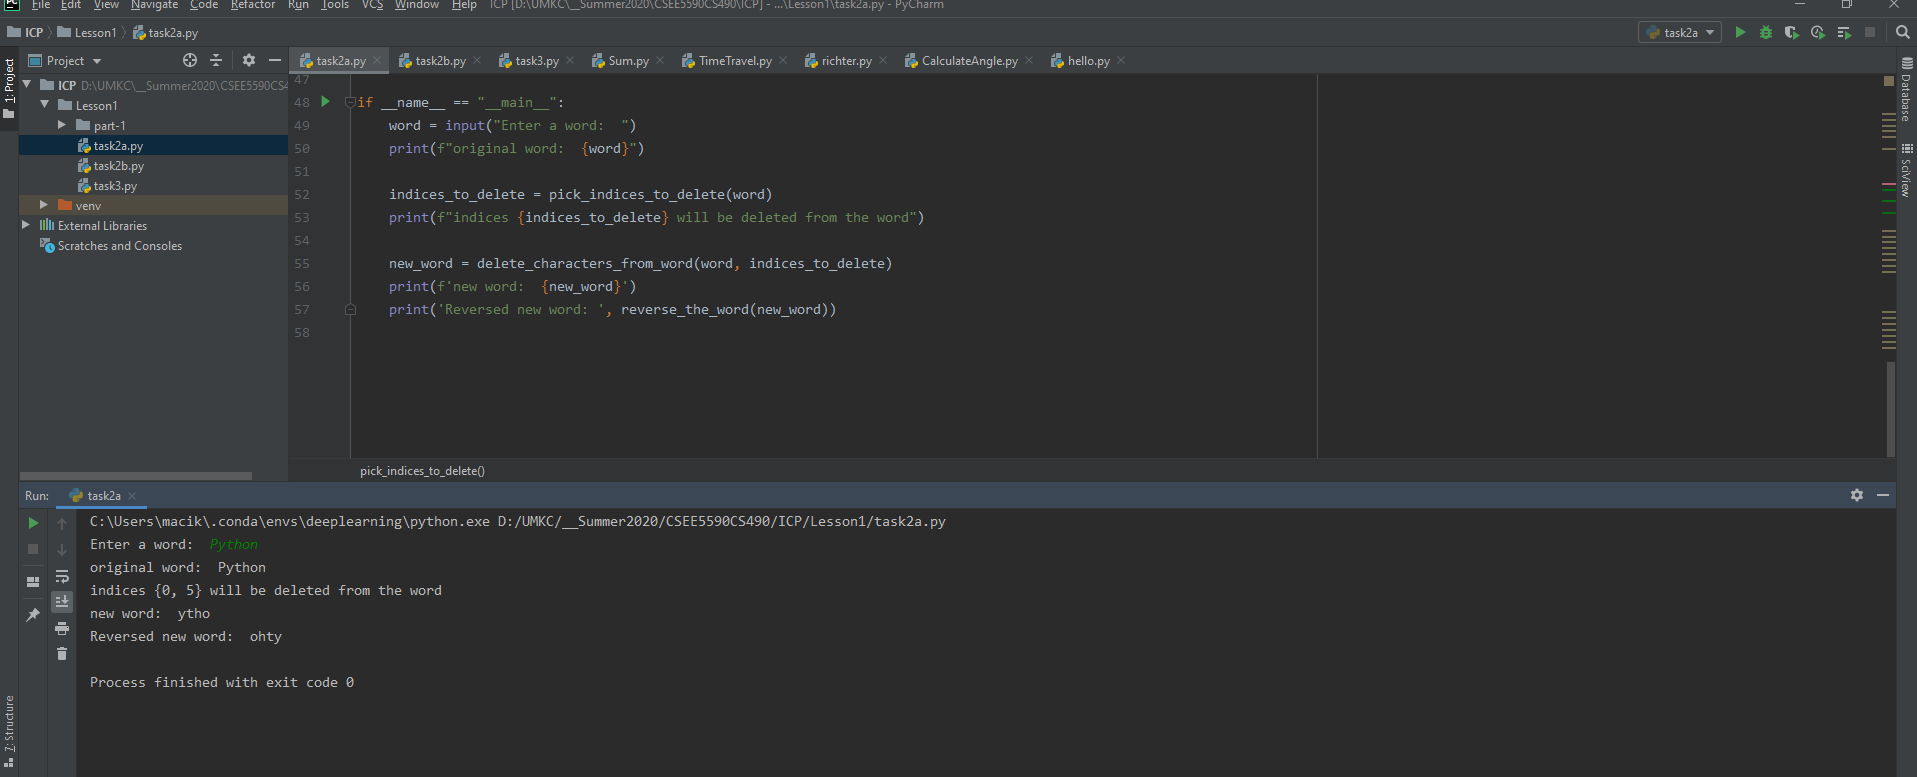 PC File Edit View Navigate Code Refactor Run Tools VCS Window Help ICP [D:\UMKC\__Summer2020\CSEE5590CS490\ICP] - ...\Lesson1\task2a.py - PyCharm
ICP Lesson1 task2a.py task2a
1: Project
Project
task2a.py task2b.py task3.py Sum.py TimeTravel.py richter.py CalculateAngle.py hello.py
ICP D:\UMKC\__Summer2020\CSEE5590CS4
Lesson1
part-1
task2a.py
task2b.py
task3.py
venv
External Libraries
Scratches and Consoles
47
48 if __name__ == "__main__":
49 word = input("Enter a word:  ")
50 print(f"original word:  {word}")
51
52 indices_to_delete = pick_indices_to_delete(word)
53 print(f"indices {indices_to_delete} will be deleted from the word")
54
55 new_word = delete_characters_from_word(word, indices_to_delete)
56 print(f'new word:  {new_word}')
57 print('Reversed new word: ', reverse_the_word(new_word))
58
pick_indices_to_delete()
Database
SciView
Run: task2a
C:\Users\macik\.conda\envs\deeplearning\python.exe D:/UMKC/__Summer2020/CSEE5590CS490/ICP/Lesson1/task2a.py
Enter a word:  Python
original word:  Python
indices {0, 5} will be deleted from the word
new word:  ytho
Reversed new word:  ohty
Process finished with exit code 0
7: Structure